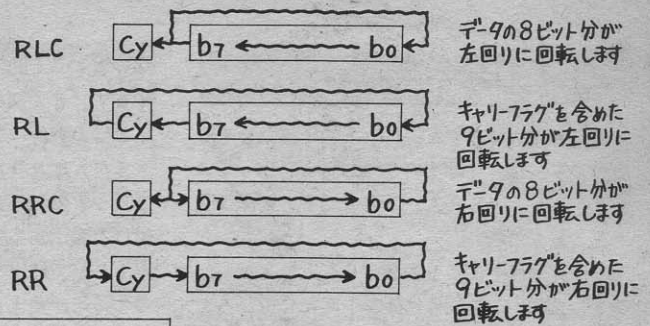 RLC Cy b7 b0 データの8ビット分が
左回りに回転します
RL Cy b7 b0 キャリーフラグを含めた
9ビット分が左回りに
回転します
RRC Cy b7 b0 データの8ビット分が
右回りに回転します
RR Cy b7 b0 キャリーフラグを含めた
9ビット分が右回りに
回転します